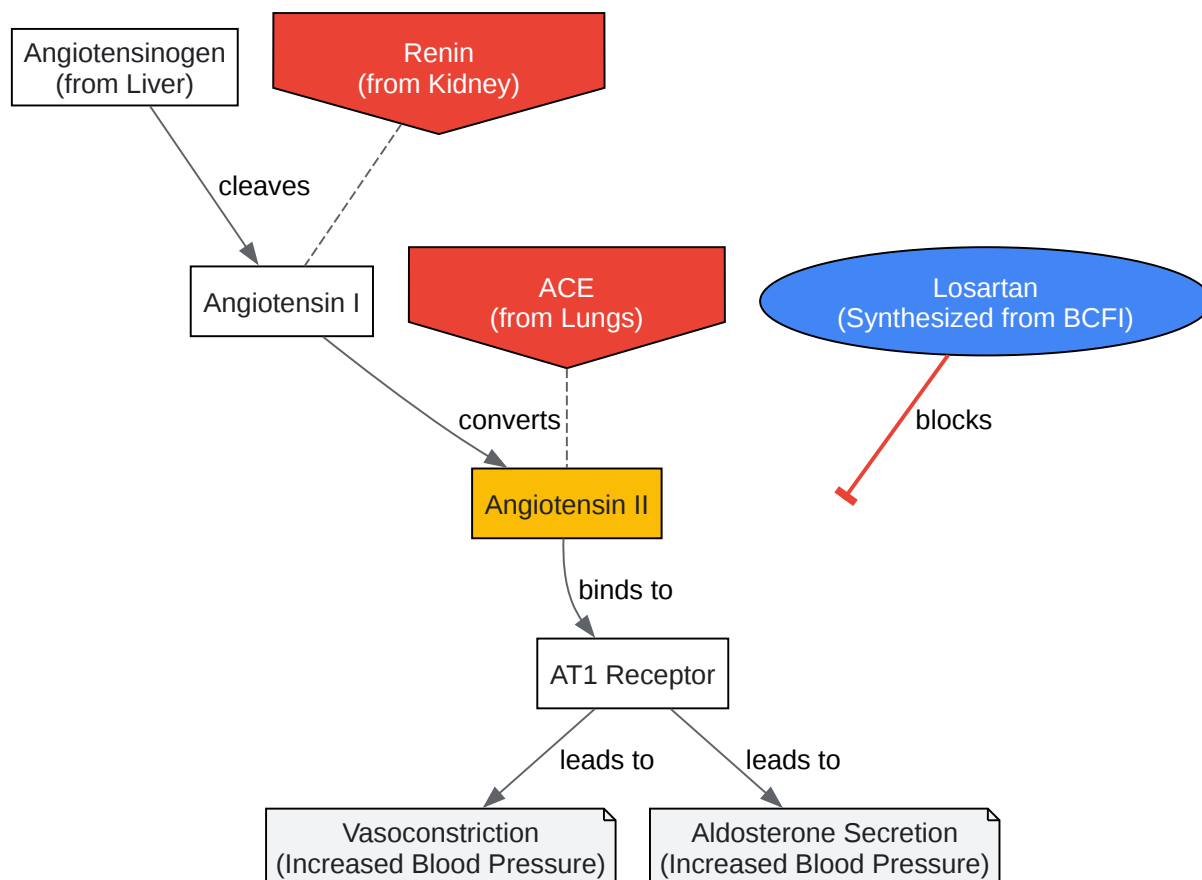 Angiotensinogen
(from Liver)
Renin
(from Kidney)
cleaves
Angiotensin I
ACE
(from Lungs)
Losartan
(Synthesized from BCFI)
converts
blocks
Angiotensin II
binds to
AT1 Receptor
leads to
leads to
Vasoconstriction
(Increased Blood Pressure)
Aldosterone Secretion
(Increased Blood Pressure)